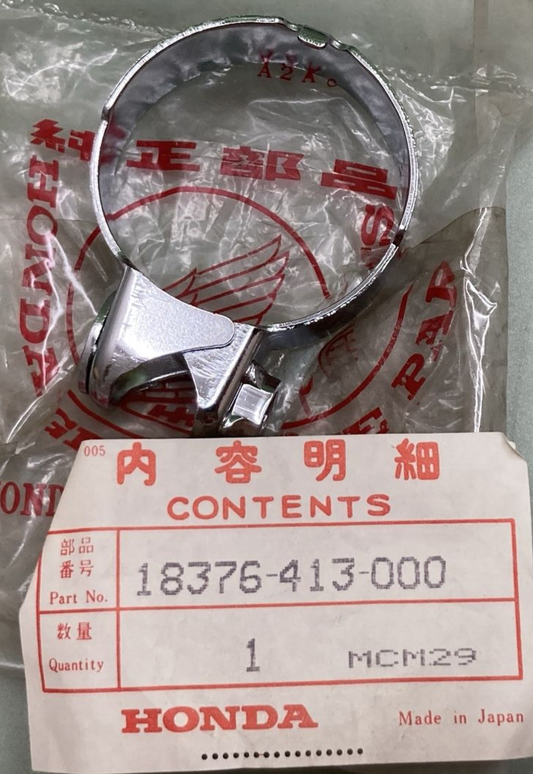 A2K
純正部品
HONDA
005
内容明細
CONTENTS
部品
番号
Part No.
18376-413-000
数量
Quantity
1
MCM29
HONDA
Made in Japan